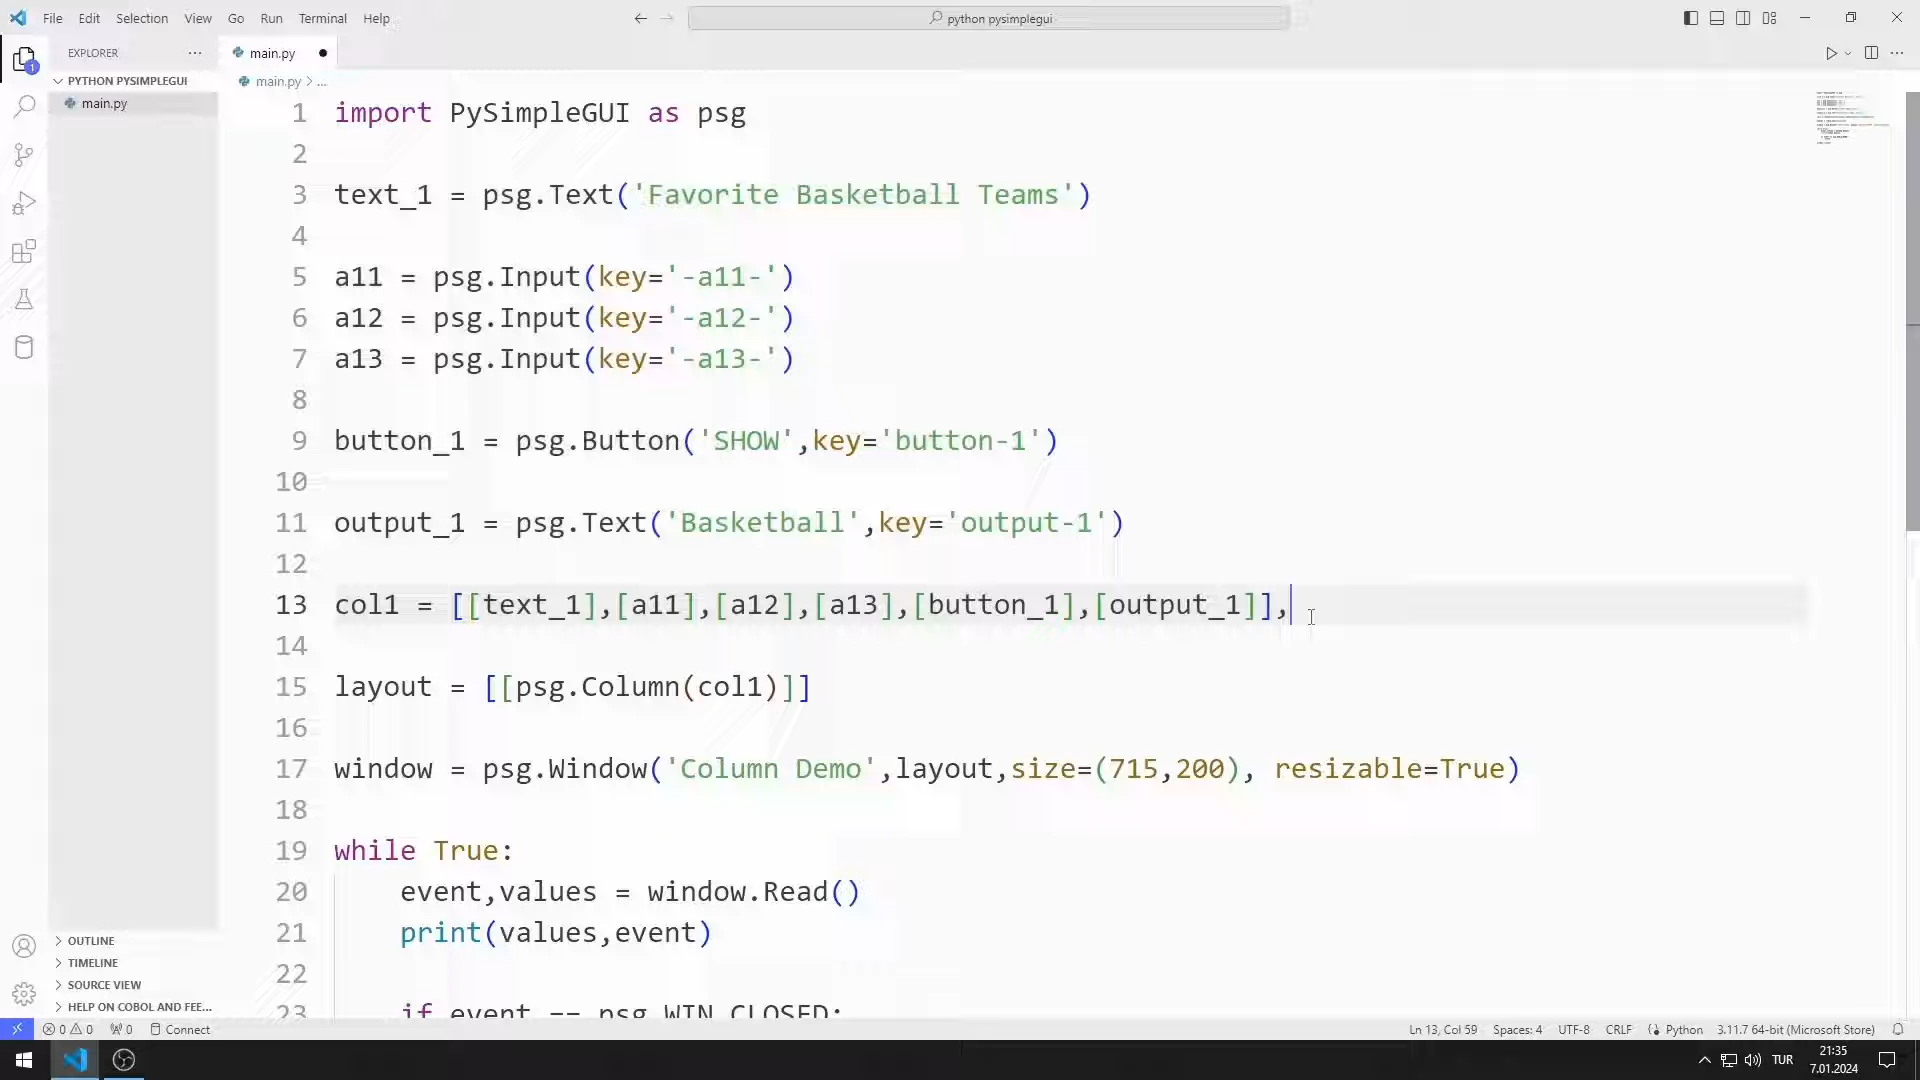 File Edit Selection View Go Run Terminal Help
python pysimplegui
EXPLORER
main.py
1
PYTHON PYSIMPLEGUI
main.py
main.py > ...
1 import PySimpleGUI as psg
2
3 text_1 = psg.Text('Favorite Basketball Teams')
4
5 a11 = psg.Input(key='-a11-')
6 a12 = psg.Input(key='-a12-')
7 a13 = psg.Input(key='-a13-')
8
9 button_1 = psg.Button('SHOW',key='button-1')
10
11 output_1 = psg.Text('Basketball',key='output-1')
12
13 col1 = [[text_1],[a11],[a12],[a13],[button_1],[output_1]],
14
15 layout = [[psg.Column(col1)]]
16
17 window = psg.Window('Column Demo',layout,size=(715,200), resizable=True)
18
19 while True:
20 event,values = window.Read()
21 print(values,event)
22
23 if event == psg.WIN_CLOSED:
OUTLINE
TIMELINE
SOURCE VIEW
HELP ON COBOL AND FEE...
0 0 0 Connect
Ln 13, Col 59 Spaces: 4 UTF-8 CRLF Python 3.11.7 64-bit (Microsoft Store)
TUR
21:35
7.01.2024